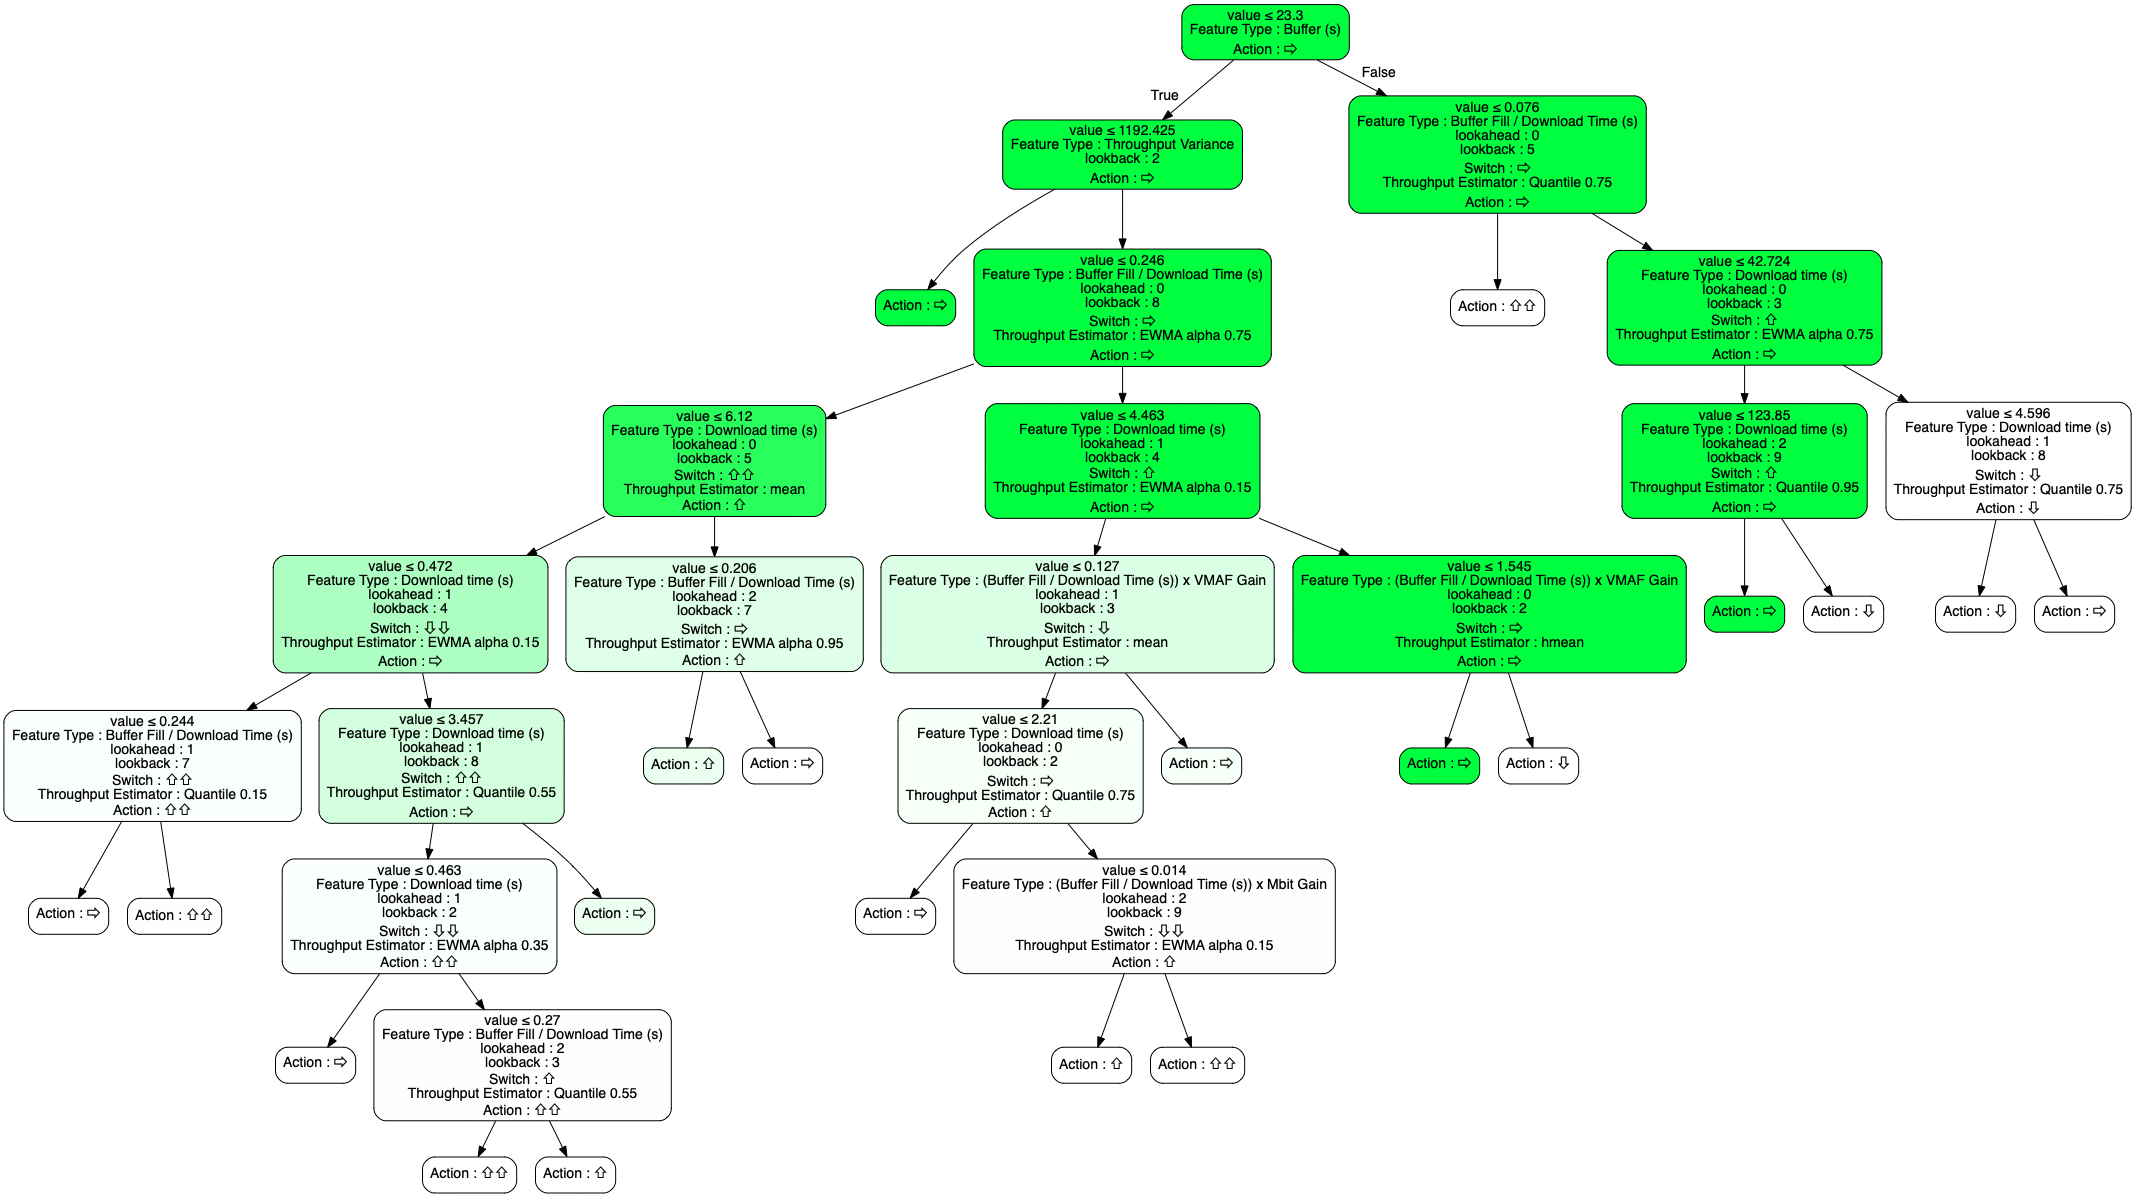 value ≤ 23.3
Feature Type : Buffer (s)
Action : ⇨
True
False
value ≤ 1192.425
Feature Type : Throughput Variance
lookback : 2
Action : ⇨
value ≤ 0.076
Feature Type : Buffer Fill / Download Time (s)
lookahead : 0
lookback : 5
Switch : ⇨
Throughput Estimator : Quantile 0.75
Action : ⇨
Action : ⇨
value ≤ 0.246
Feature Type : Buffer Fill / Download Time (s)
lookahead : 0
lookback : 8
Switch : ⇨
Throughput Estimator : EWMA alpha 0.75
Action : ⇨
Action : ⇧⇧
value ≤ 42.724
Feature Type : Download time (s)
lookahead : 0
lookback : 3
Switch : ⇧
Throughput Estimator : EWMA alpha 0.75
Action : ⇨
value ≤ 6.12
Feature Type : Download time (s)
lookahead : 0
lookback : 5
Switch : ⇧⇧
Throughput Estimator : mean
Action : ⇧
value ≤ 4.463
Feature Type : Download time (s)
lookahead : 1
lookback : 4
Switch : ⇧
Throughput Estimator : EWMA alpha 0.15
Action : ⇨
value ≤ 123.85
Feature Type : Download time (s)
lookahead : 2
lookback : 9
Switch : ⇧
Throughput Estimator : Quantile 0.95
Action : ⇨
value ≤ 4.596
Feature Type : Download time (s)
lookahead : 1
lookback : 8
Switch : ⇩
Throughput Estimator : Quantile 0.75
Action : ⇩
value ≤ 0.472
Feature Type : Download time (s)
lookahead : 1
lookback : 4
Switch : ⇩⇩
Throughput Estimator : EWMA alpha 0.15
Action : ⇨
value ≤ 0.206
Feature Type : Buffer Fill / Download Time (s)
lookahead : 2
lookback : 7
Switch : ⇨
Throughput Estimator : EWMA alpha 0.95
Action : ⇧
value ≤ 0.127
Feature Type : (Buffer Fill / Download Time (s)) x VMAF Gain
lookahead : 1
lookback : 3
Switch : ⇩
Throughput Estimator : mean
Action : ⇨
value ≤ 1.545
Feature Type : (Buffer Fill / Download Time (s)) x VMAF Gain
lookahead : 0
lookback : 2
Switch : ⇨
Throughput Estimator : hmean
Action : ⇨
Action : ⇨
Action : ⇩
Action : ⇩
Action : ⇨
value ≤ 0.244
Feature Type : Buffer Fill / Download Time (s)
lookahead : 1
lookback : 7
Switch : ⇧⇧
Throughput Estimator : Quantile 0.15
Action : ⇧⇧
value ≤ 3.457
Feature Type : Download time (s)
lookahead : 1
lookback : 8
Switch : ⇧⇧
Throughput Estimator : Quantile 0.55
Action : ⇨
Action : ⇧
Action : ⇨
value ≤ 2.21
Feature Type : Download time (s)
lookahead : 0
lookback : 2
Switch : ⇨
Throughput Estimator : Quantile 0.75
Action : ⇧
Action : ⇨
Action : ⇨
Action : ⇩
Action : ⇨
Action : ⇧⇧
value ≤ 0.463
Feature Type : Download time (s)
lookahead : 1
lookback : 2
Switch : ⇩⇩
Throughput Estimator : EWMA alpha 0.35
Action : ⇧⇧
Action : ⇨
Action : ⇨
value ≤ 0.014
Feature Type : (Buffer Fill / Download Time (s)) x Mbit Gain
lookahead : 2
lookback : 9
Switch : ⇩⇩
Throughput Estimator : EWMA alpha 0.15
Action : ⇧
Action : ⇨
value ≤ 0.27
Feature Type : Buffer Fill / Download Time (s)
lookahead : 2
lookback : 3
Switch : ⇧
Throughput Estimator : Quantile 0.55
Action : ⇧⇧
Action : ⇧
Action : ⇧⇧
Action : ⇧⇧
Action : ⇧